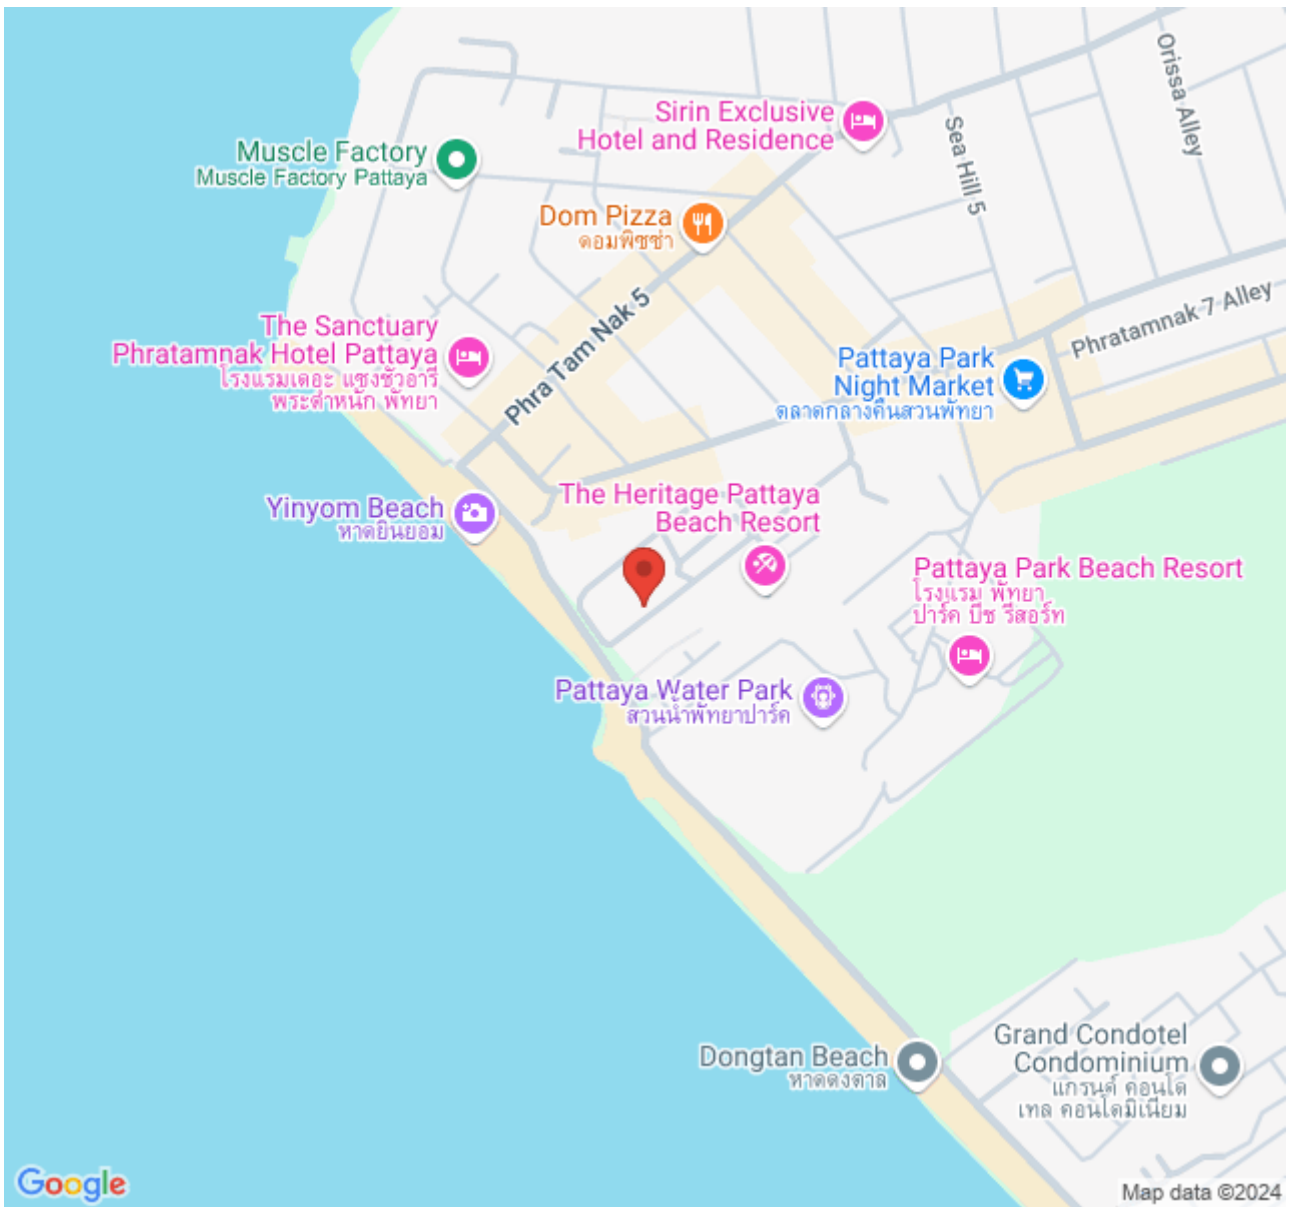 Orissa Alley
Sirin Exclusive
Hotel and Residence
Sea Hill 5
Muscle Factory
Muscle Factory Pattaya
Dom Pizza
ดอมพิซซ่า
Phra Tam Nak 5
Phratamnak 7 Alley
The Sanctuary
Phratamnak Hotel Pattaya
โรงแรมเดอะ แซงชัวอารี
พระตำหนัก พัทยา
Pattaya Park
Night Market
ตลาดกลางคืนสวนพัทยา
The Heritage Pattaya
Beach Resort
Yinyom Beach
หาดยินยอม
Pattaya Park Beach Resort
โรงแรม พัทยา
ปาร์ค บีช รีสอร์ท
Pattaya Water Park
สวนน้ำพัทยาปาร์ค
Dongtan Beach
หาดดงตาล
Grand Condotel
Condominium
แกรนด์ คอนโด
เทล คอนโดมิเนียม
Google
Map data ©2024